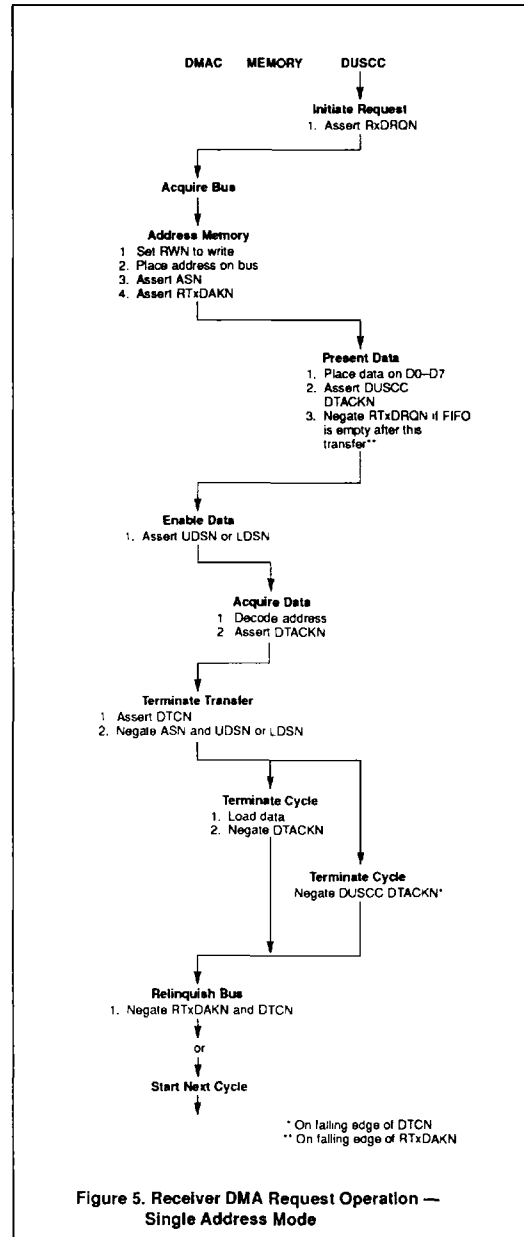 DMAC MEMORY DUSCC
Initiate Request
1. Assert RxDRQN
Acquire Bus
Address Memory
1 Set RWN to write
2. Place address on bus
3. Assert ASN
4. Assert RTxDAKN
Present Data
1. Place data on D0–D7
2. Assert DUSCC
DTACKN
3. Negate RTxDRQN if FIFO
is empty after this
transfer**
Enable Data
1. Assert UDSN or LDSN
Acquire Data
1 Decode address
2 Assert DTACKN
Terminate Transfer
1 Assert DTCN
2. Negate ASN and UDSN or LDSN
Terminate Cycle
1. Load data
2. Negate DTACKN
Terminate Cycle
Negate DUSCC DTACKN*
Relinquish Bus
1. Negate RTxDAKN and DTCN
or
Start Next Cycle
* On falling edge of DTCN
** On falling edge of RTxDAKN
Figure 5. Receiver DMA Request Operation —
Single Address Mode